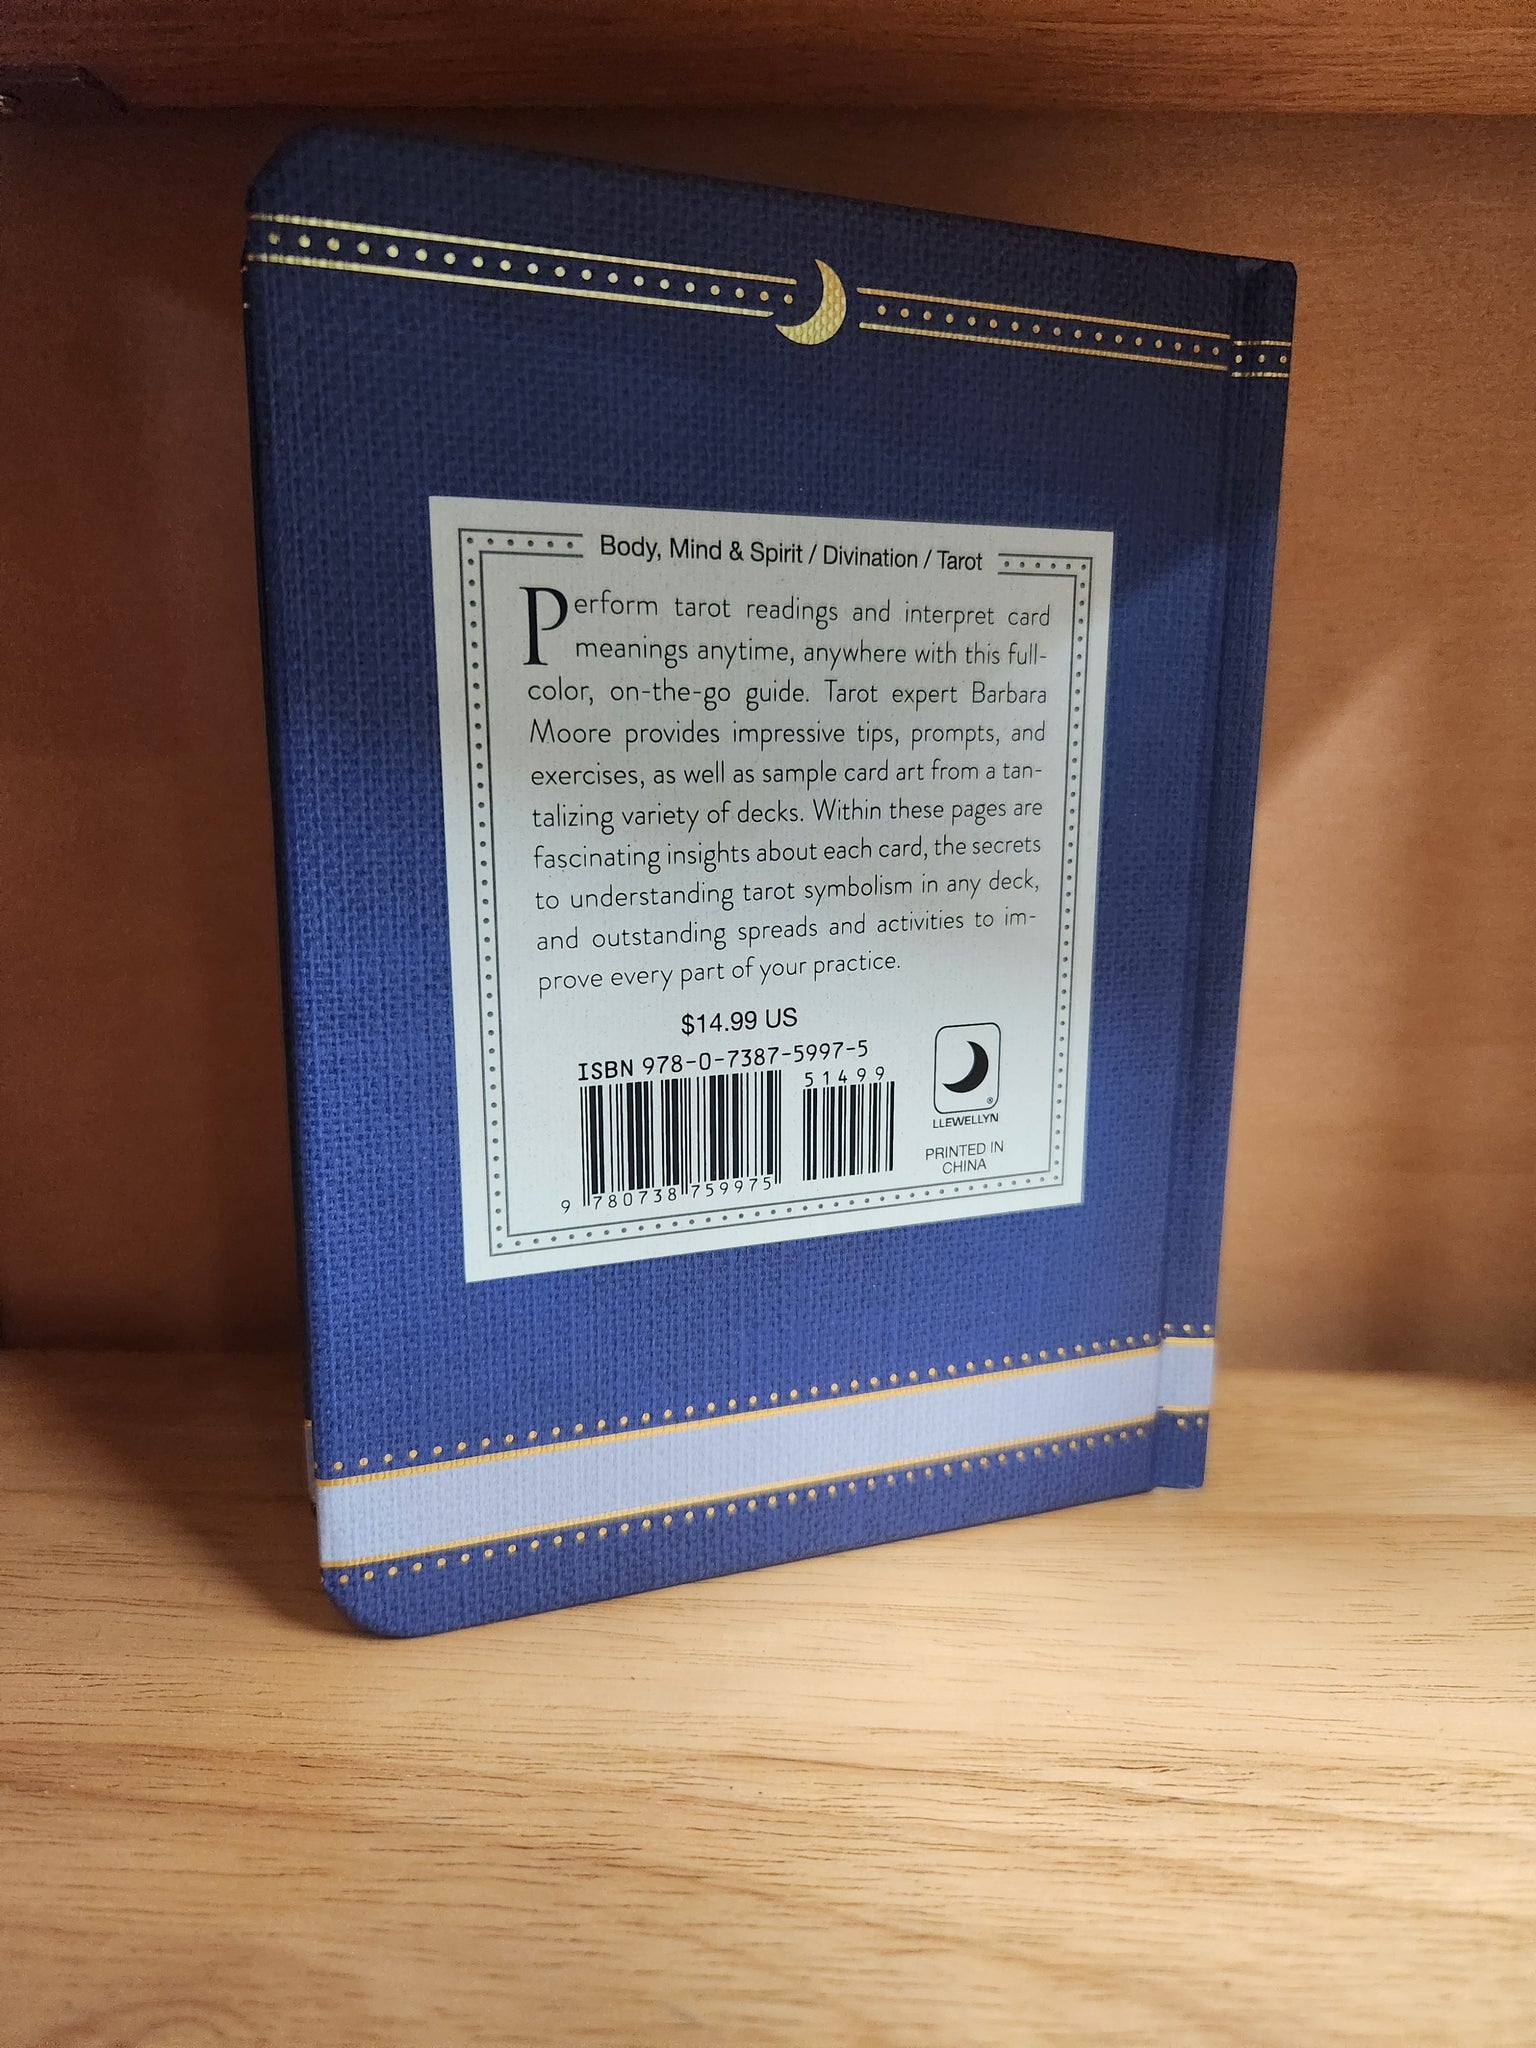 Body, Mind & Spirit / Divination / Tarot
Perform tarot readings and interpret card
meanings anytime, anywhere with this full-
color, on-the-go guide. Tarot expert Barbara
Moore provides impressive tips, prompts, and
exercises, as well as sample card art from a tan-
talizing variety of decks. Within these pages are
fascinating insights about each card, the secrets
to understanding tarot symbolism in any deck,
and outstanding spreads and activities to im-
prove every part of your practice.
$14.99 US
ISBN 978-0-7387-5997-5
51499
9 780738 759975
®
LLEWELLYN
PRINTED IN
CHINA